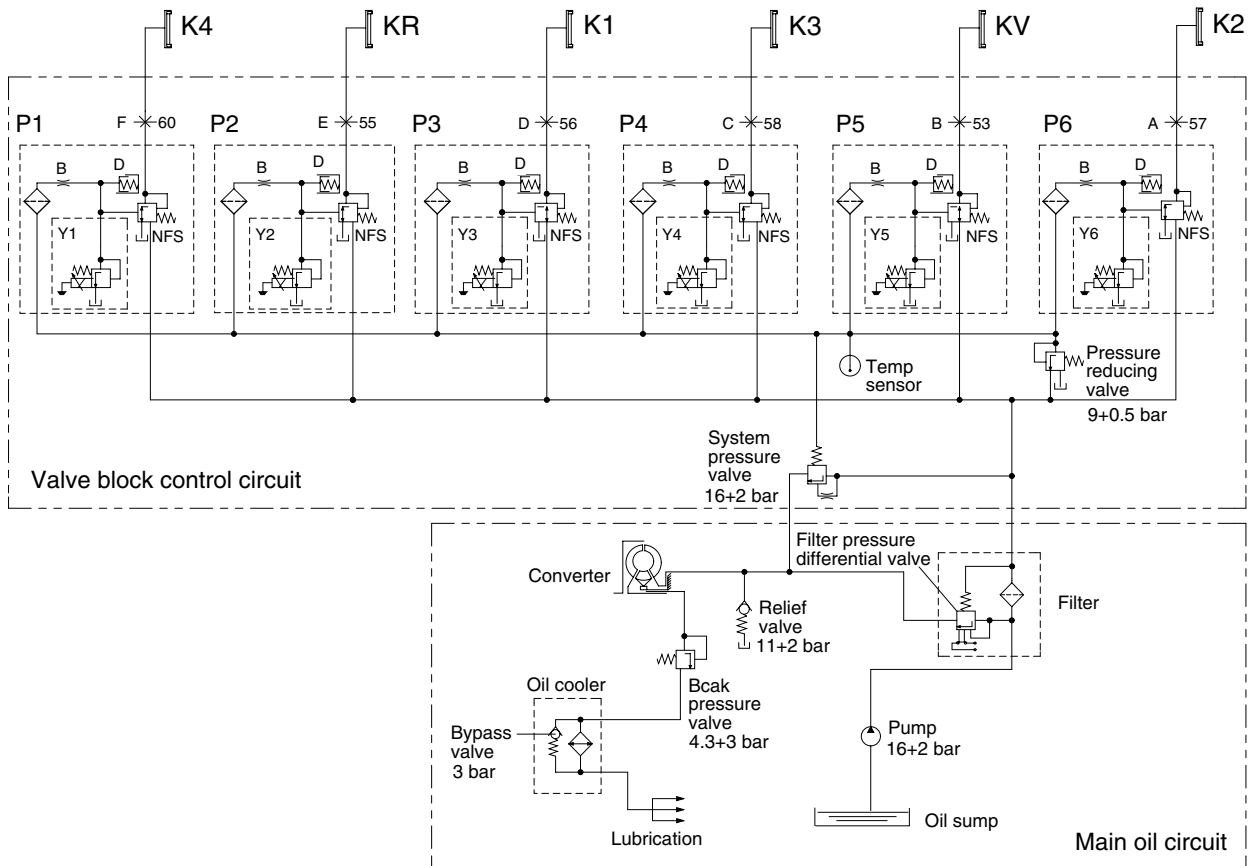 K4
KR
K1
K3
KV
K2
P1
F
60
P2
E
55
P3
D
56
P4
C
58
P5
B
53
P6
A
57
B
D
B
D
B
D
B
D
B
D
B
D
Y1
NFS
Y2
NFS
Y3
NFS
Y4
NFS
Y5
NFS
Y6
NFS
Temp
sensor
Pressure
reducing
valve
9+0.5 bar
System
pressure
valve
16+2 bar
Valve block control circuit
Filter pressure
differential valve
Converter
Filter
Relief
valve
11+2 bar
Oil cooler
Bcak
pressure
valve
4.3+3 bar
Bypass
valve
3 bar
Pump
16+2 bar
Lubrication
Oil sump
Main oil circuit